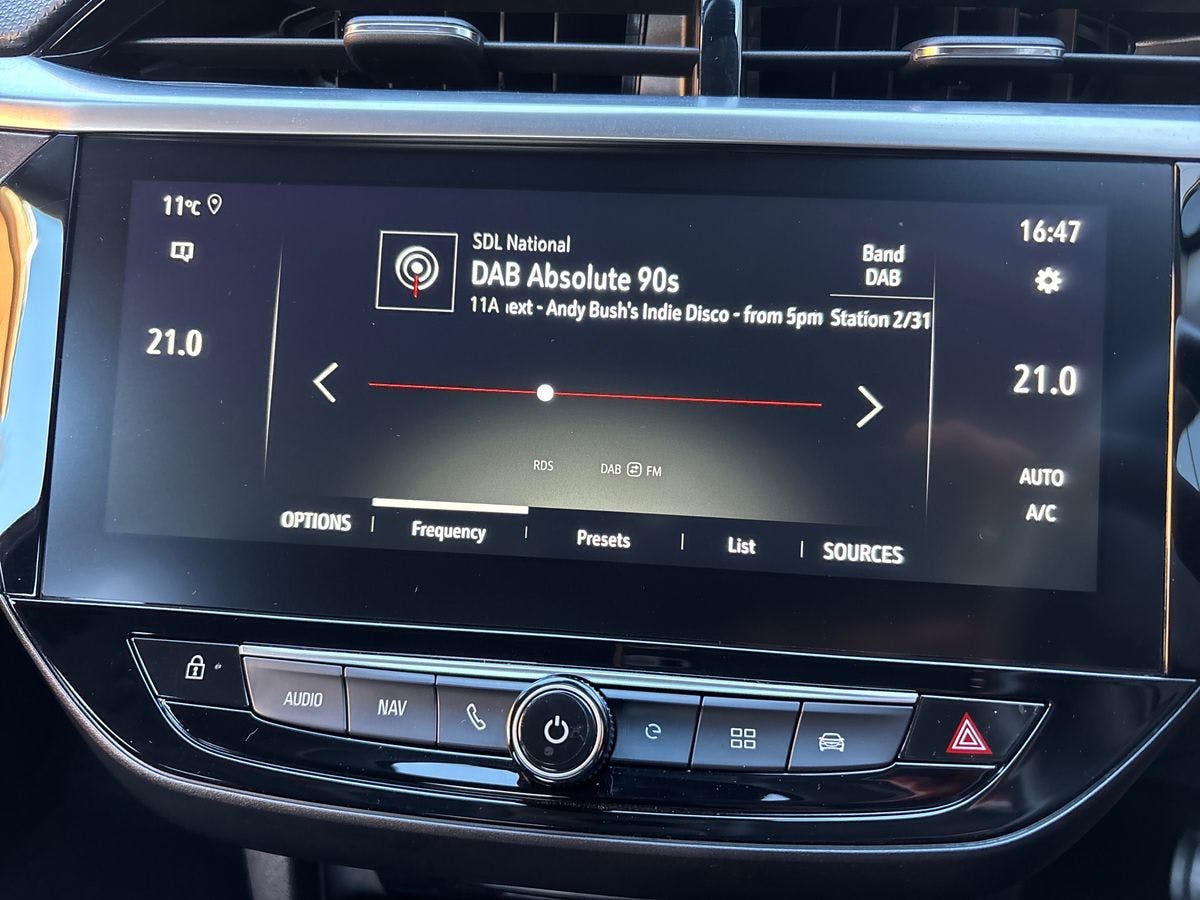 11°C
16:47
SDL National
DAB Absolute 90s
11A ext - Andy Bush's Indie Disco - from 5pm
Band
DAB
Station 2/31
21.0
21.0
RDS
DAB FM
AUTO
A/C
OPTIONS
Frequency
Presets
List
SOURCES
AUDIO
NAV